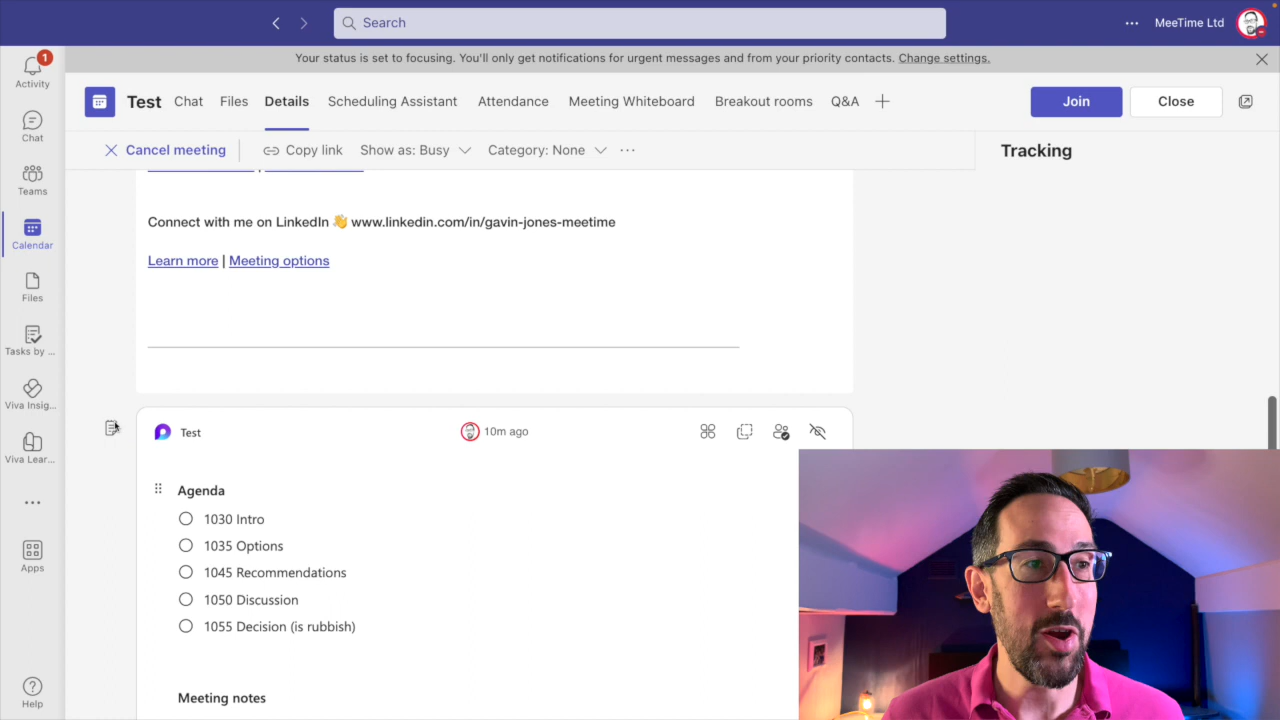 Search
MeeTime Ltd
Your status is set to focusing. You'll only get notifications for urgent messages and from your priority contacts. Change settings.
1
Activity
Chat
Teams
Calendar
Files
Tasks by ...
Viva Insig...
Viva Lear...
Apps
Help
Test
Chat
Files
Details
Scheduling Assistant
Attendance
Meeting Whiteboard
Breakout rooms
Q&A
Join
Close
Cancel meeting
Copy link
Show as: Busy
Category: None
Tracking
Connect with me on LinkedIn 👋 www.linkedin.com/in/gavin-jones-meetime
Learn more | Meeting options
Test
10m ago
Agenda
1030 Intro
1035 Options
1045 Recommendations
1050 Discussion
1055 Decision (is rubbish)
Meeting notes